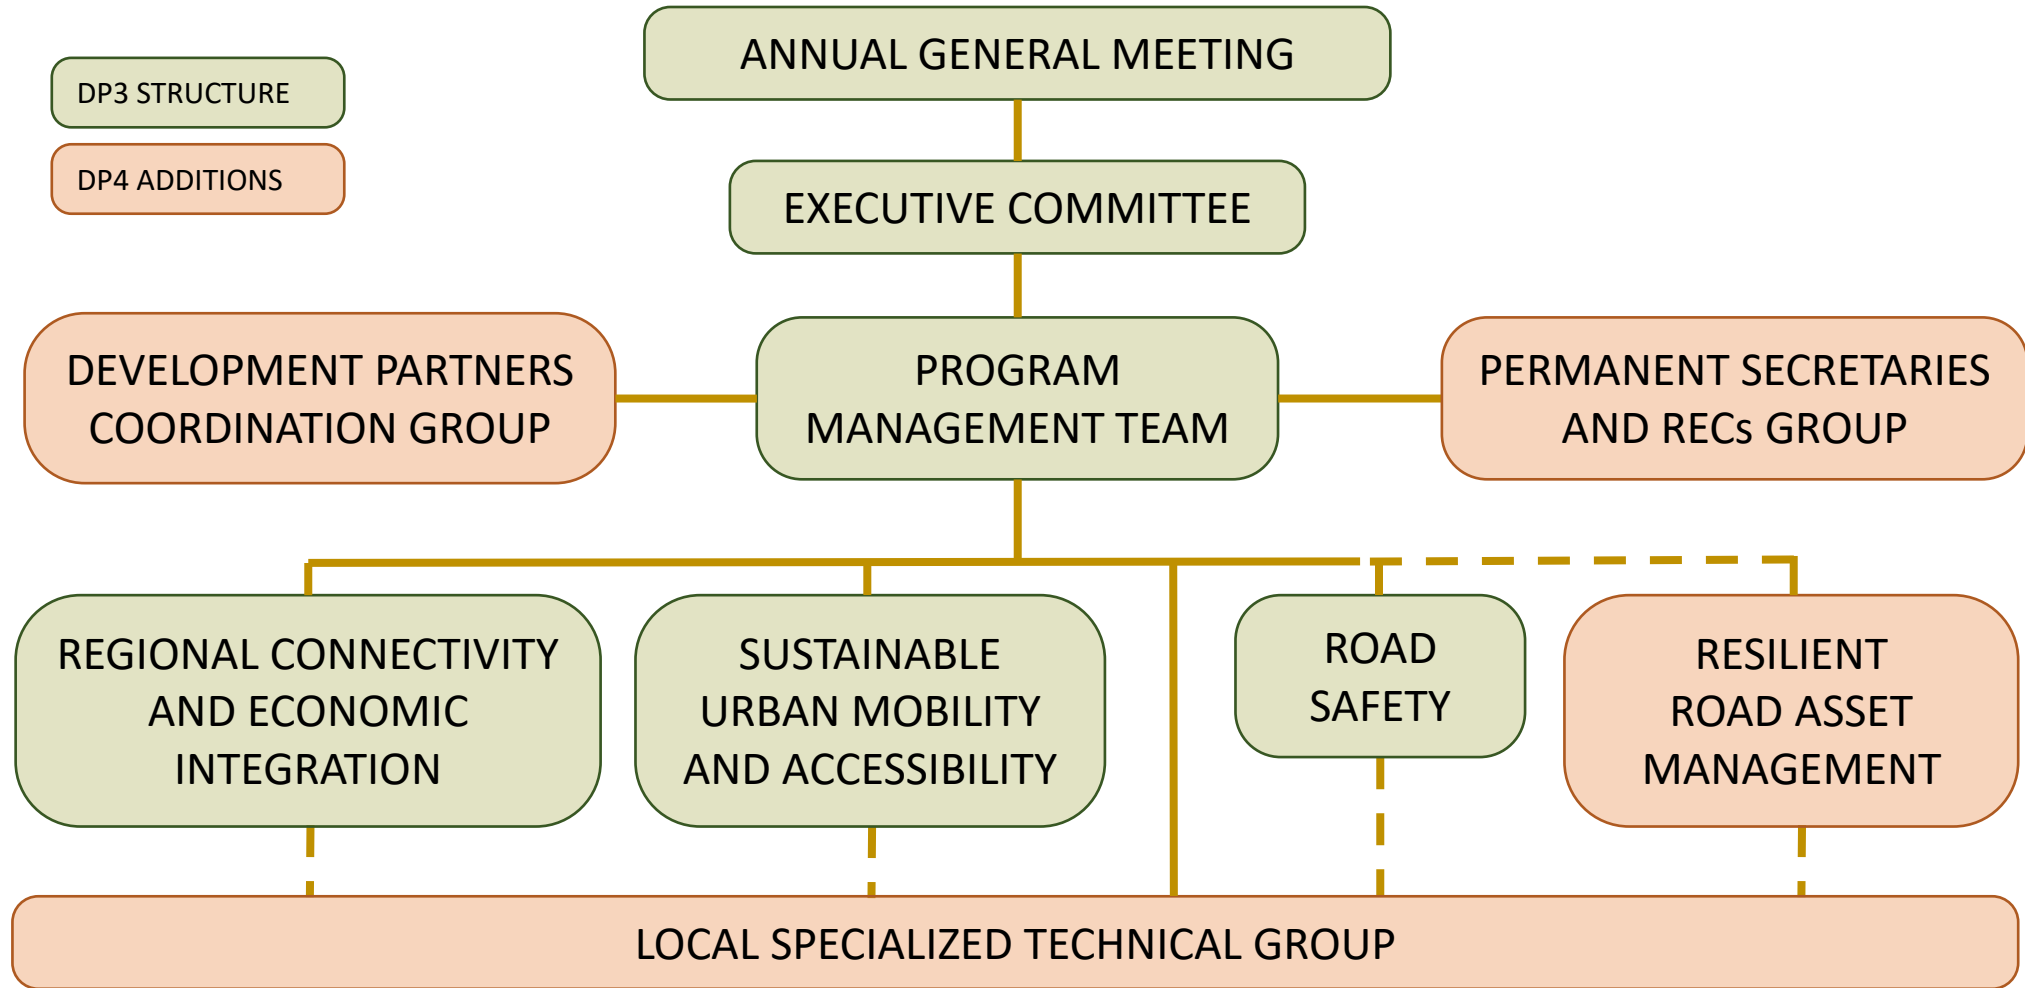 DP3 STRUCTURE
DP4 ADDITIONS
ANNUAL GENERAL MEETING
EXECUTIVE COMMITTEE
DEVELOPMENT PARTNERS
COORDINATION GROUP
PROGRAM
MANAGEMENT TEAM
PERMANENT SECRETARIES
AND RECs GROUP
REGIONAL CONNECTIVITY
AND ECONOMIC
INTEGRATION
SUSTAINABLE
URBAN MOBILITY
AND ACCESSIBILITY
ROAD
SAFETY
RESILIENT
ROAD ASSET
MANAGEMENT
LOCAL SPECIALIZED TECHNICAL GROUP